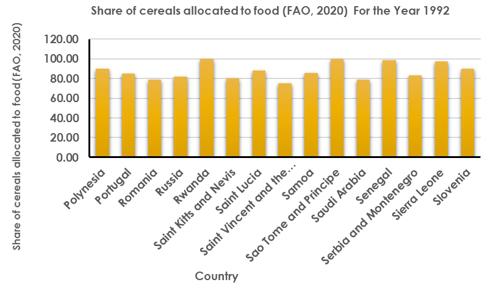 Share of cereals allocated to food (FAO, 2020) For the Year 1992
Share of cereals allocated to food (FAO, 2020)
120.00
100.00
80.00
60.00
40.00
20.00
0.00
Polynesia
Portugal
Romania
Russia
Rwanda
Saint Kitts and Nevis
Saint Lucia
Saint Vincent and the...
Samoa
Sao Tome and Principe
Saudi Arabia
Senegal
Serbia and Montenegro
Sierra Leone
Slovenia
Country